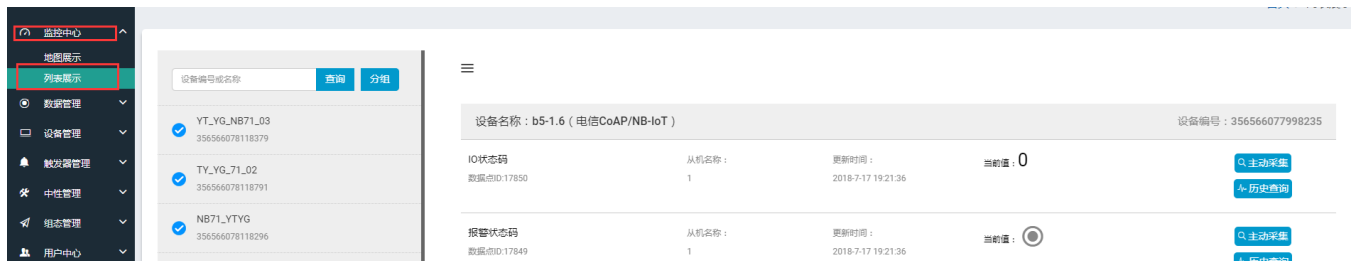 监控中心
地图展示
列表展示
数据管理
设备管理
触发器管理
中性管理
组态管理
用户中心
设备编号或名称 查询 分组
YT_YG_NB71_03
356566078118379
TY_YG_71_02
356566078118791
NB71_YTYG
356566078118296
设备名称：b5-1.6（电信CoAP/NB-IoT） 设备编号：356566077998235
IO状态码 从机名称： 更新时间： 当前值：0 主动采集
数据点ID:17850 1 2018-7-17 19:21:36 历史查询
报警状态码 从机名称： 更新时间： 当前值： 主动采集
数据点ID:17849 1 2018-7-17 19:21:36 历史查询